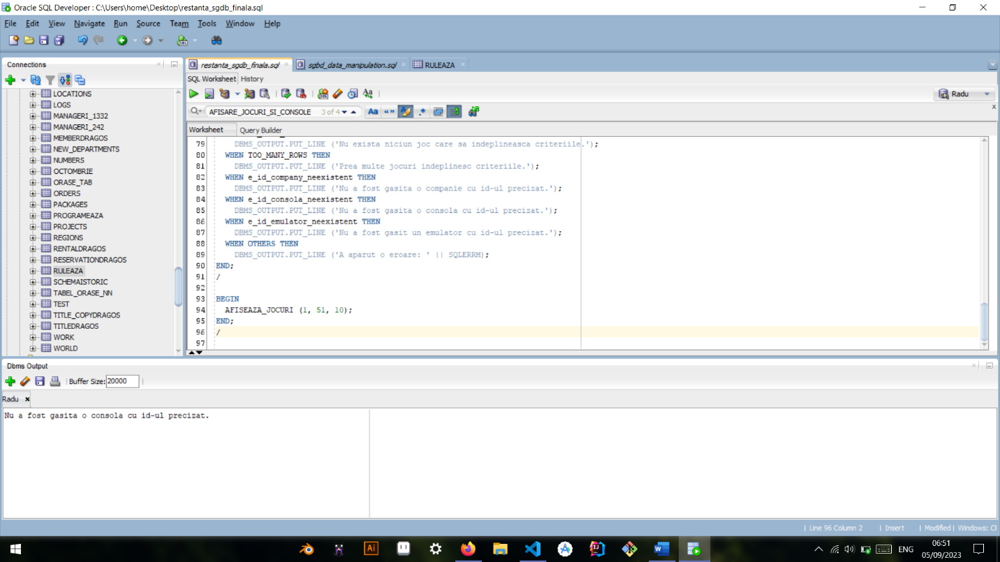 Oracle SQL Developer : C:\Users\home\Desktop\restanta_sgdb_finala.sql
File Edit View Navigate Run Source Team Tools Window Help
Connections
LOCATIONS
LOGS
MANAGERI_1332
MANAGERI_242
MEMBERDRAGOS
NEW_DEPARTMENTS
NUMBERS
OCTOMBRIE
ORASE_TAB
ORDERS
PACKAGES
PROGRAMEAZA
PROJECTS
REGIONS
RENTALDRAGOS
RESERVATIONDRAGOS
RULEAZA
SCHEMAISTORIC
TABEL_ORASE_NN
TEST
TITLE_COPYDRAGOS
TITLEDRAGOS
WORK
WORLD
restanta_sgdb_finala.sql sgbd_data_manipulation.sql RULEAZA
SQL Worksheet History
Radu
AFISARE_JOCURI_SI_CONSOLE 3 of 4
Worksheet Query Builder
79 DBMS_OUTPUT.PUT_LINE ('Nu exista niciun joc care sa indeplineasca criteriile.');
80 WHEN TOO_MANY_ROWS THEN
81 DBMS_OUTPUT.PUT_LINE ('Prea multe jocuri indeplinesc criteriile.');
82 WHEN e_id_company_neexistent THEN
83 DBMS_OUTPUT.PUT_LINE ('Nu a fost gasita o companie cu id-ul precizat.');
84 WHEN e_id_consola_neexistent THEN
85 DBMS_OUTPUT.PUT_LINE ('Nu a fost gasita o consola cu id-ul precizat.');
86 WHEN e_id_emulator_neexistent THEN
87 DBMS_OUTPUT.PUT_LINE ('Nu a fost gasit un emulator cu id-ul precizat.');
88 WHEN OTHERS THEN
89 DBMS_OUTPUT.PUT_LINE ('A aparut o eroare: ' || SQLERRM);
90 END;
91 /
92
93 BEGIN
94 AFISEAZA_JOCURI (1, 51, 10);
95 END;
96 /
97
Dbms Output
Buffer Size: 20000
Radu
Nu a fost gasita o consola cu id-ul precizat.
Line 96 Column 2 | Insert | Modified | Windows: CF
ENG
06:51
05/09/2023